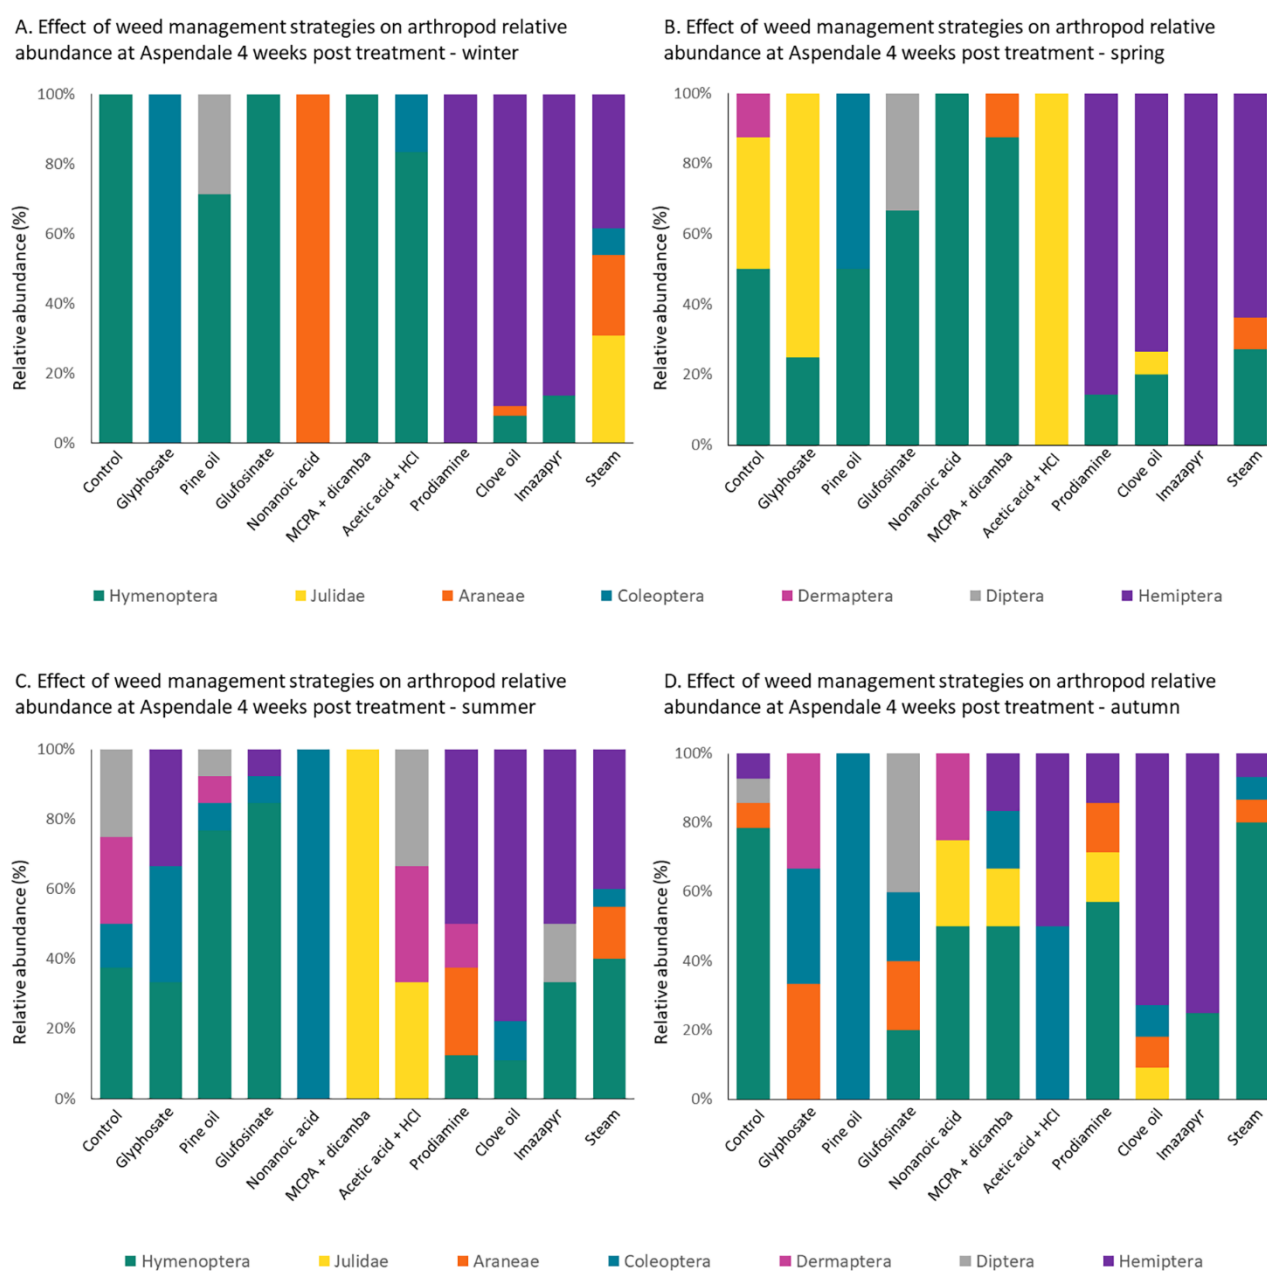 A. Effect of weed management strategies on arthropod relative
abundance at Aspendale 4 weeks post treatment - winter
Relative abundance (%)
100%
80%
60%
40%
20%
0%
Control
Glyphosate
Pine oil
Glufosinate
Nonanoic acid
MCPA + dicamba
Acetic acid + HCl
Prodiamine
Clove oil
Imazapyr
Steam
B. Effect of weed management strategies on arthropod relative
abundance at Aspendale 4 weeks post treatment - spring
Relative abundance (%)
100%
80%
60%
40%
20%
0%
Control
Glyphosate
Pine oil
Glufosinate
Nonanoic acid
MCPA + dicamba
Acetic acid + HCl
Prodiamine
Clove oil
Imazapyr
Steam
Hymenoptera Julidae Araneae Coleoptera Dermaptera Diptera Hemiptera
C. Effect of weed management strategies on arthropod relative
abundance at Aspendale 4 weeks post treatment - summer
Relative abundance (%)
100%
80%
60%
40%
20%
0%
Control
Glyphosate
Pine oil
Glufosinate
Nonanoic acid
MCPA + dicamba
Acetic acid + HCl
Prodiamine
Clove oil
Imazapyr
Steam
D. Effect of weed management strategies on arthropod relative
abundance at Aspendale 4 weeks post treatment - autumn
Relative abundance (%)
100%
80%
60%
40%
20%
0%
Control
Glyphosate
Pine oil
Glufosinate
Nonanoic acid
MCPA + dicamba
Acetic acid + HCl
Prodiamine
Clove oil
Imazapyr
Steam
Hymenoptera Julidae Araneae Coleoptera Dermaptera Diptera Hemiptera